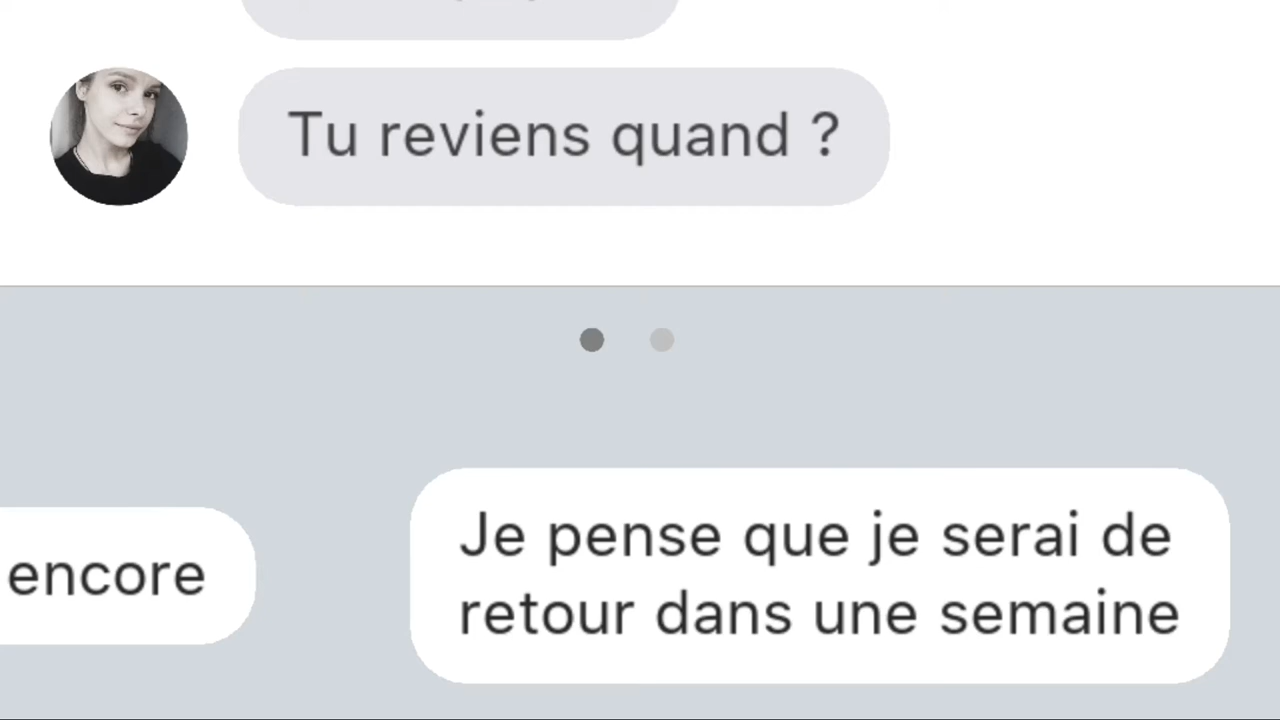 Tu reviens quand ?
encore
Je pense que je serai de
retour dans une semaine